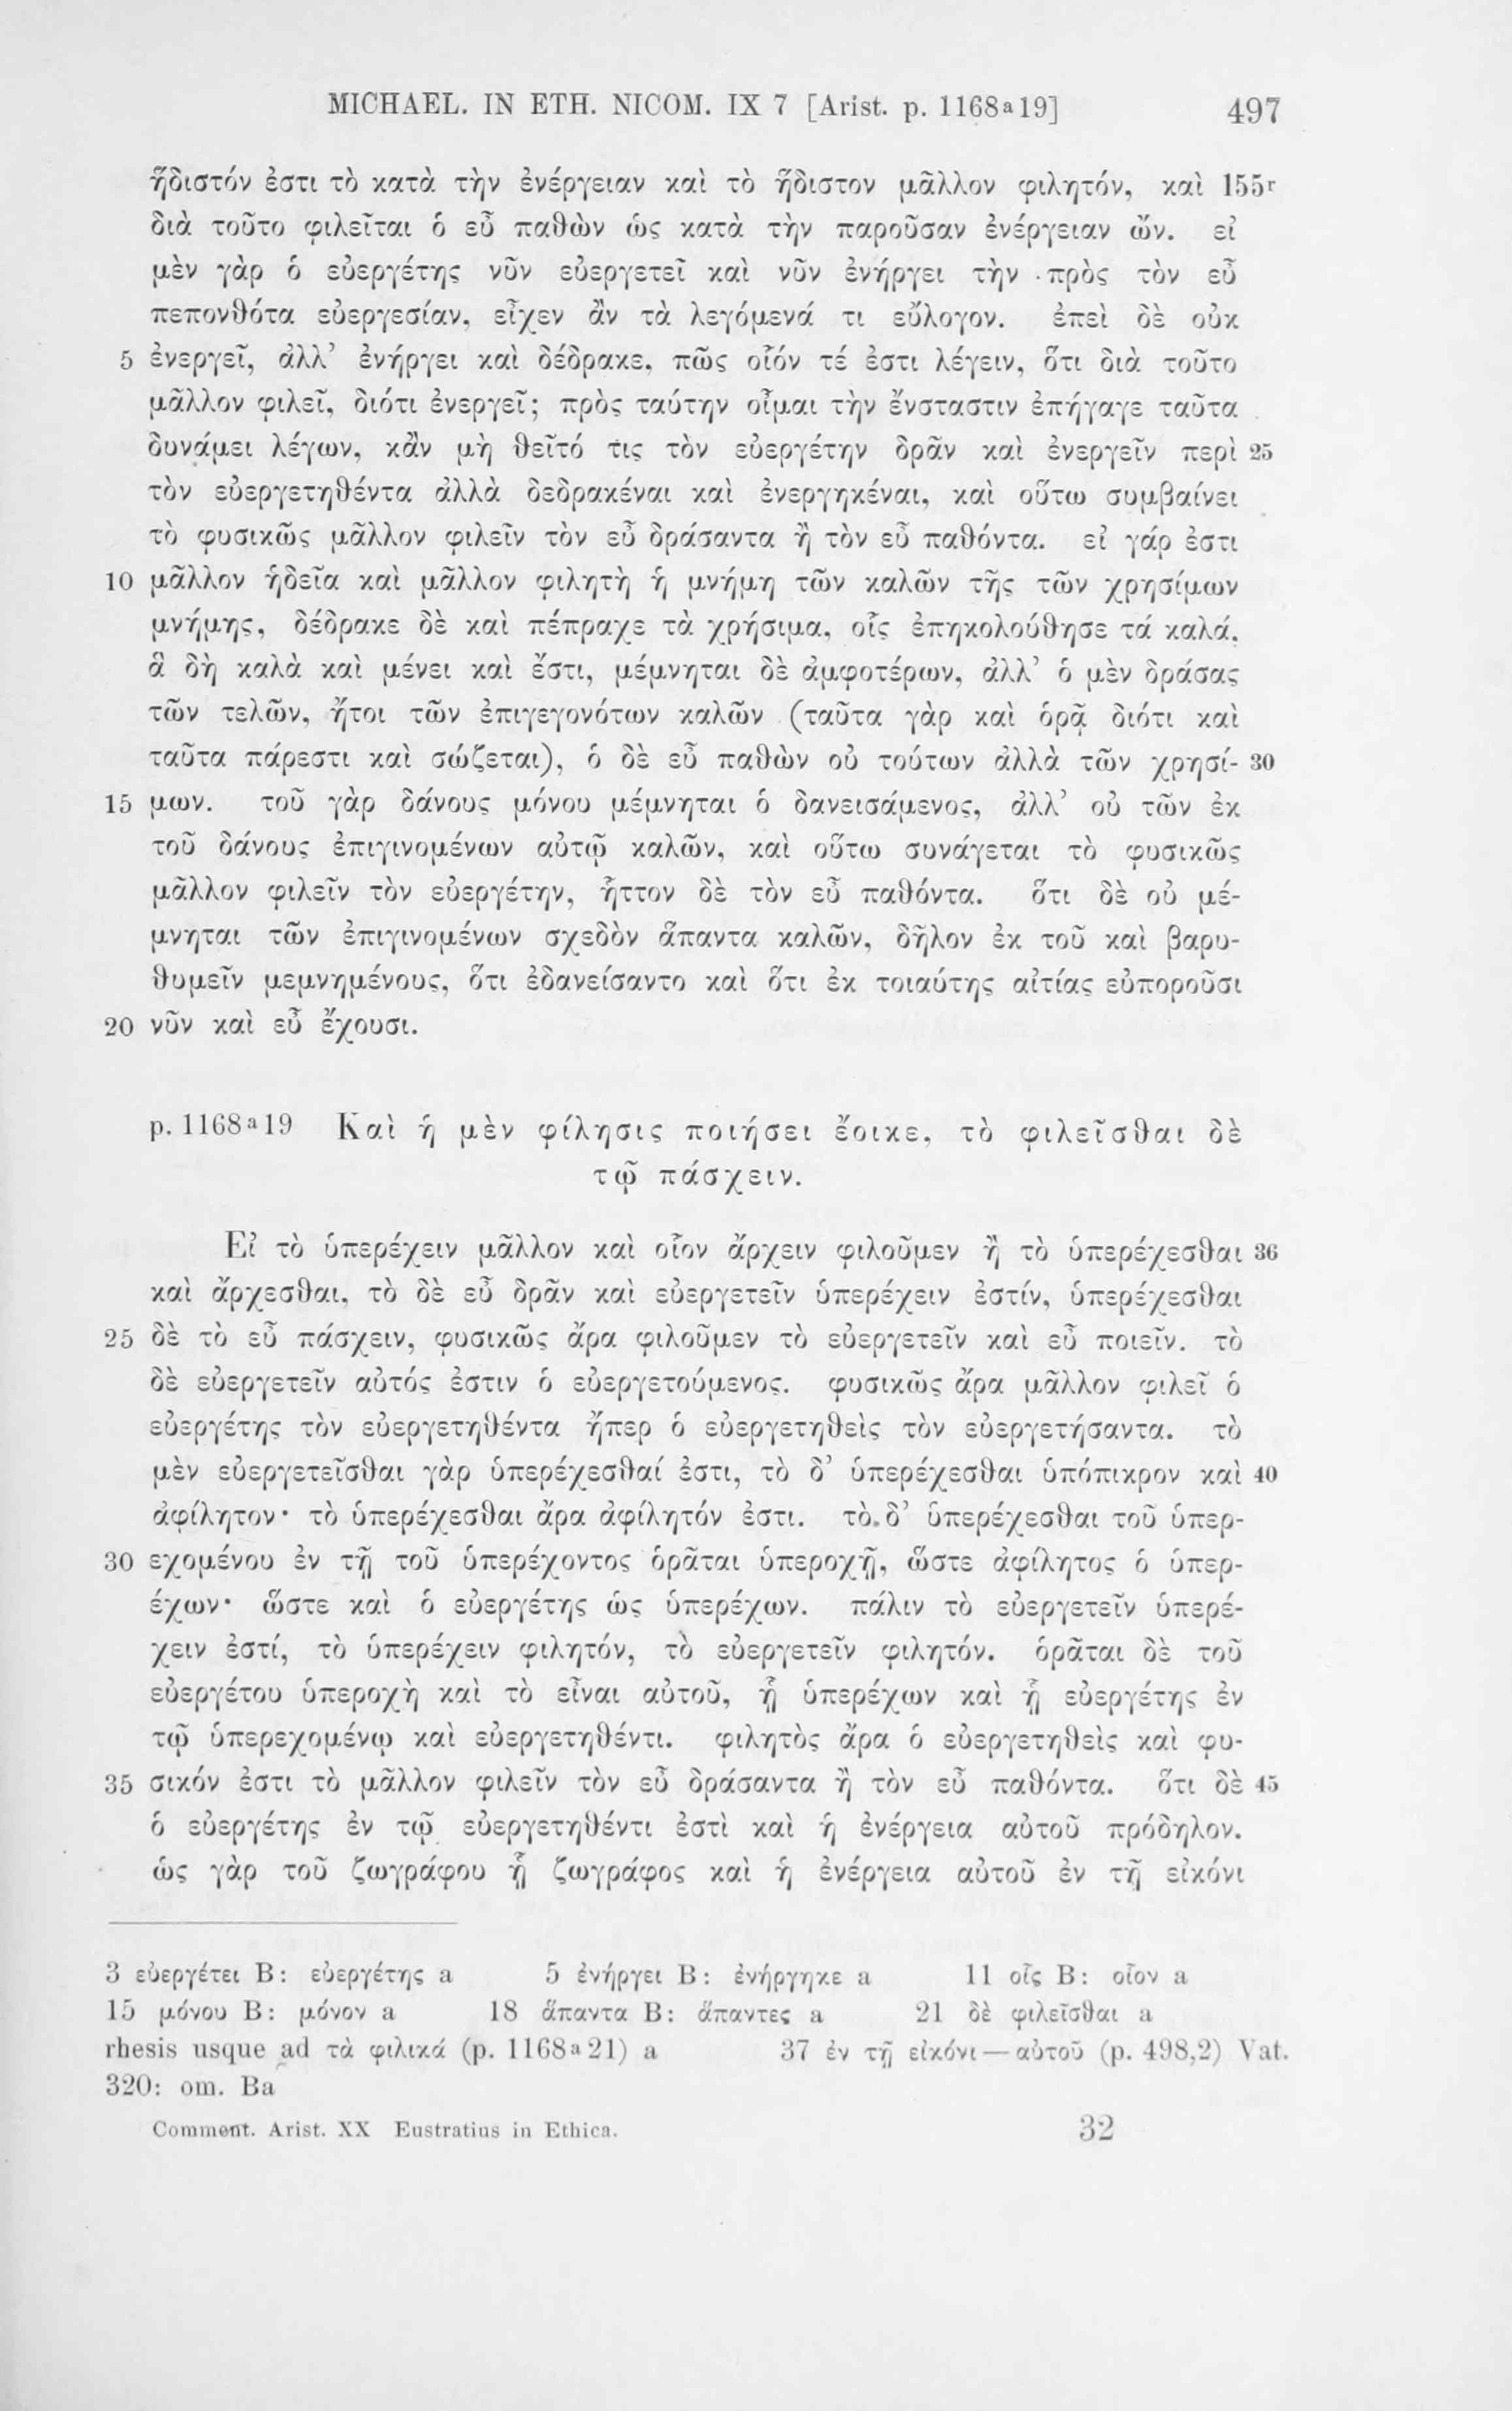 MICHAEL. IN ETH. NICOM. IX 7 [Arist. p. 1168ᵃ19] 497
ἥδιστόν ἐστι τὸ κατὰ τὴν ἐνέργειαν καὶ τὸ ἥδιστον μᾶλλον φιλητόν, καὶ 155ʳ
διὰ τοῦτο φιλεῖται ὁ εὖ παθὼν ὡς κατὰ τὴν παροῦσαν ἐνέργειαν ὤν. εἰ
μὲν γὰρ ὁ εὐεργέτης νῦν εὐεργετεῖ καὶ νῦν ἐνήργει τὴν πρὸς τὸν εὖ
πεπονθότα εὐεργεσίαν, εἶχεν ἂν τὰ λεγόμενά τι εὔλογον. ἐπεὶ δὲ οὐκ
5 ἐνεργεῖ, ἀλλ’ ἐνήργει καὶ δέδρακε, πῶς οἷόν τέ ἐστι λέγειν, ὅτι διὰ τοῦτο
μᾶλλον φιλεῖ, διότι ἐνεργεῖ; πρὸς ταύτην οἶμαι τὴν ἔνσταστιν ἐπήγαγε ταῦτα
δυνάμει λέγων, κἂν μὴ θεῖτό τις τὸν εὐεργέτην δρᾶν καὶ ἐνεργεῖν περὶ 25
τὸν εὐεργετηθέντα ἀλλὰ δεδρακέναι καὶ ἐνεργηκέναι, καὶ οὕτω συμβαίνει
τὸ φυσικῶς μᾶλλον φιλεῖν τὸν εὖ δράσαντα ἢ τὸν εὖ παθόντα. εἰ γάρ ἐστι
10 μᾶλλον ἡδεῖα καὶ μᾶλλον φιλητὴ ἡ μνήμη τῶν καλῶν τῆς τῶν χρησίμων
μνήμης, δέδρακε δὲ καὶ πέπραχε τὰ χρήσιμα, οἷς ἐπηκολούθησε τά καλά,
ἃ δὴ καλὰ καὶ μένει καὶ ἔστι, μέμνηται δὲ ἀμφοτέρων, ἀλλ’ ὁ μὲν δράσας
τῶν τελῶν, ἤτοι τῶν ἐπιγεγονότων καλῶν (ταῦτα γὰρ καὶ ὁρᾷ διότι καὶ
ταῦτα πάρεστι καὶ σώζεται), ὁ δὲ εὖ παθὼν οὐ τούτων ἀλλὰ τῶν χρησί- 30
15 μων. τοῦ γὰρ δάνους μόνου μέμνηται ὁ δανεισάμενος, ἀλλ’ οὐ τῶν ἐκ
τοῦ δάνους ἐπιγινομένων αὐτῷ καλῶν, καὶ οὕτω συνάγεται τὸ φυσικῶς
μᾶλλον φιλεῖν τὸν εὐεργέτην, ἧττον δὲ τὸν εὖ παθόντα. ὅτι δὲ οὐ μέ-
μνηται τῶν ἐπιγινομένων σχεδὸν ἅπαντα καλῶν, δῆλον ἐκ τοῦ καὶ βαρυ-
θυμεῖν μεμνημένους, ὅτι ἐδανείσαντο καὶ ὅτι ἐκ τοιαύτης αἰτίας εὐποροῦσι
20 νῦν καὶ εὖ ἔχουσι.
p. 1168ᵃ19 Καὶ ἡ μὲν φίλησις ποιήσει ἔοικε, τὸ φιλεῖσθαι δὲ
τῷ πάσχειν.
Εἰ τὸ ὑπερέχειν μᾶλλον καὶ οἷον ἄρχειν φιλοῦμεν ἢ τὸ ὑπερέχεσθαι 36
καὶ ἄρχεσθαι, τὸ δὲ εὖ δρᾶν καὶ εὐεργετεῖν ὑπερέχειν ἐστίν, ὑπερέχεσθαι
25 δὲ τὸ εὖ πάσχειν, φυσικῶς ἄρα φιλοῦμεν τὸ εὐεργετεῖν καὶ εὖ ποιεῖν. τὸ
δὲ εὐεργετεῖν αὐτός ἐστιν ὁ εὐεργετούμενος. φυσικῶς ἄρα μᾶλλον φιλεῖ ὁ
εὐεργέτης τὸν εὐεργετηθέντα ἤπερ ὁ εὐεργετηθεὶς τὸν εὐεργετήσαντα. τὸ
μὲν εὐεργετεῖσθαι γὰρ ὑπερέχεσθαί ἐστι, τὸ δ’ ὑπερέχεσθαι ὑπόπικρον καὶ 40
ἀφίλητον· τὸ ὑπερέχεσθαι ἄρα ἀφίλητόν ἐστι. τὸ δ’ ὑπερέχεσθαι τοῦ ὑπερ-
30 εχομένου ἐν τῇ τοῦ ὑπερέχοντος ὁρᾶται ὑπεροχῇ, ὥστε ἀφίλητος ὁ ὑπερ-
έχων· ὥστε καὶ ὁ εὐεργέτης ὡς ὑπερέχων. πάλιν τὸ εὐεργετεῖν ὑπερέ-
χειν ἐστί, τὸ ὑπερέχειν φιλητόν, τὸ εὐεργετεῖν φιλητόν. ὁρᾶται δὲ τοῦ
εὐεργέτου ὑπεροχὴ καὶ τὸ εἶναι αὐτοῦ, ᾗ ὑπερέχων καὶ ᾗ εὐεργέτης ἐν
τῷ ὑπερεχομένῳ καὶ εὐεργετηθέντι. φιλητὸς ἄρα ὁ εὐεργετηθεὶς καὶ φυ-
35 σικόν ἐστι τὸ μᾶλλον φιλεῖν τὸν εὖ δράσαντα ἢ τὸν εὖ παθόντα. ὅτι δὲ 45
ὁ εὐεργέτης ἐν τῷ εὐεργετηθέντι ἐστὶ καὶ ἡ ἐνέργεια αὐτοῦ πρόδηλον.
ὡς γὰρ τοῦ ζωγράφου ᾗ ζωγράφος καὶ ἡ ἐνέργεια αὐτοῦ ἐν τῇ εἰκόνι
3 εὐεργέτει B: εὐεργέτης a 5 ἐνήργει B: ἐνήργηκε a 11 οἷς B: οἷον a
15 μόνου B: μόνον a 18 ἅπαντα B: ἅπαντες a 21 δὲ φιλεῖσθαι a
rhesis usque ad τὰ φιλικά (p. 1168ᵃ21) a 37 ἐν τῇ εἰκόνι — αὐτοῦ (p. 498,2) Vat.
320: om. Ba
Comment. Arist. XX Eustratius in Ethica. 32